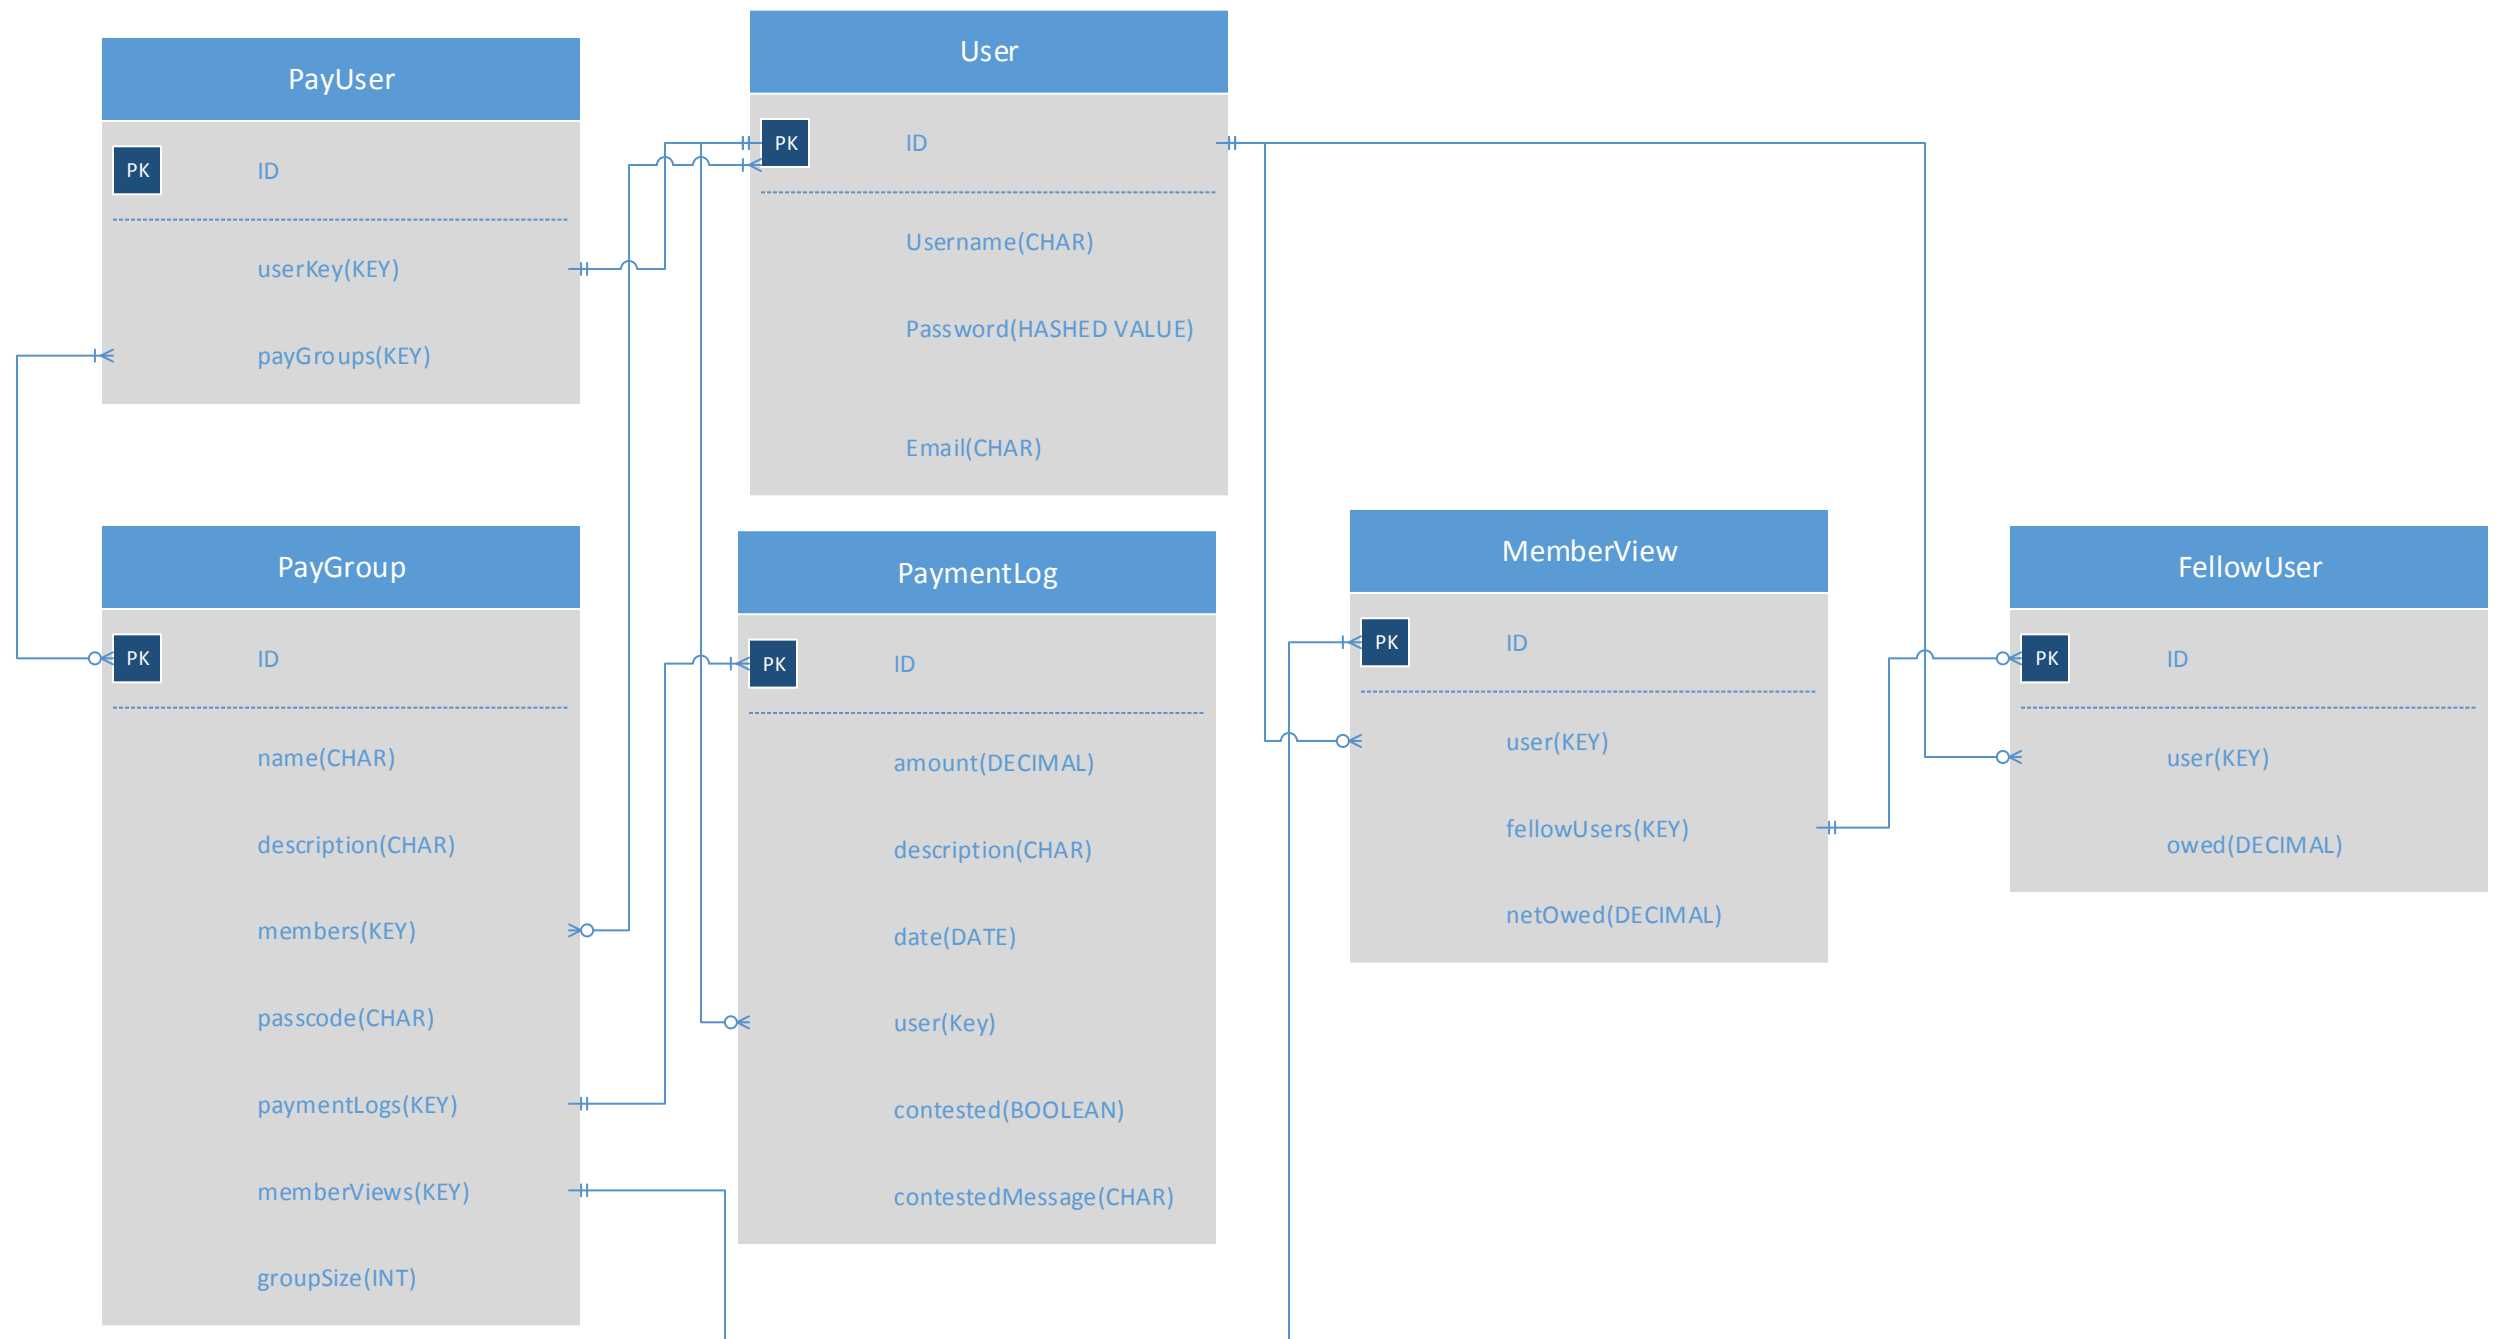 PayUser
PK
ID
userKey(KEY)
payGroups(KEY)
User
PK
ID
Username(CHAR)
Password(HASHED VALUE)
Email(CHAR)
PayGroup
PK
ID
name(CHAR)
description(CHAR)
members(KEY)
passcode(CHAR)
paymentLogs(KEY)
memberViews(KEY)
groupSize(INT)
PaymentLog
PK
ID
amount(DECIMAL)
description(CHAR)
date(DATE)
user(Key)
contested(BOOLEAN)
contestedMessage(CHAR)
MemberView
PK
ID
user(KEY)
fellowUsers(KEY)
netOwed(DECIMAL)
FellowUser
PK
ID
user(KEY)
owed(DECIMAL)